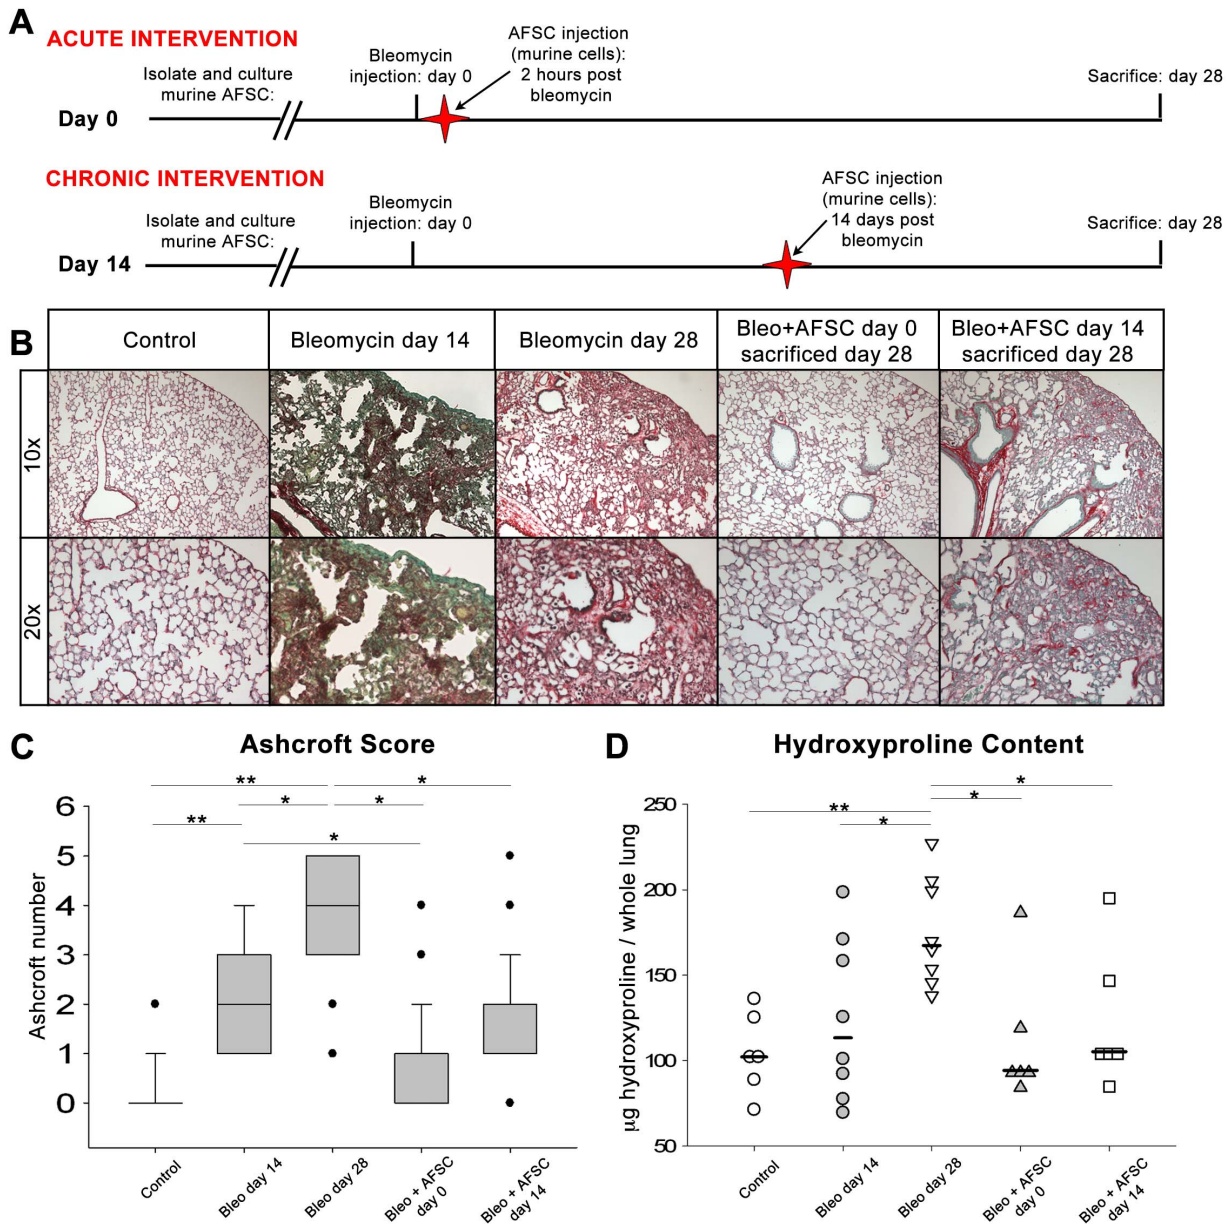 A
ACUTE INTERVENTION
Isolate and culture
murine AFSC:
Bleomycin
injection: day 0
AFSC injection
(murine cells):
2 hours post
bleomycin
Sacrifice: day 28
Day 0
CHRONIC INTERVENTION
Isolate and culture
murine AFSC:
Bleomycin
injection: day 0
AFSC injection
(murine cells):
14 days post
bleomycin
Sacrifice: day 28
Day 14
B
Control
Bleomycin day 14
Bleomycin day 28
Bleo+AFSC day 0
sacrificed day 28
Bleo+AFSC day 14
sacrificed day 28
10x
20x
C
Ashcroft Score
Ashcroft number
6
5
4
3
2
1
0
**
*
*
*
**
*
Control
Bleo day 14
Bleo day 28
Bleo + AFSC
day 0
Bleo + AFSC
day 14
D
Hydroxyproline Content
µg hydroxyproline / whole lung
250
200
150
100
50
*
*
**
*
Control
Bleo day 14
Bleo day 28
Bleo + AFSC
day 0
Bleo + AFSC
day 14